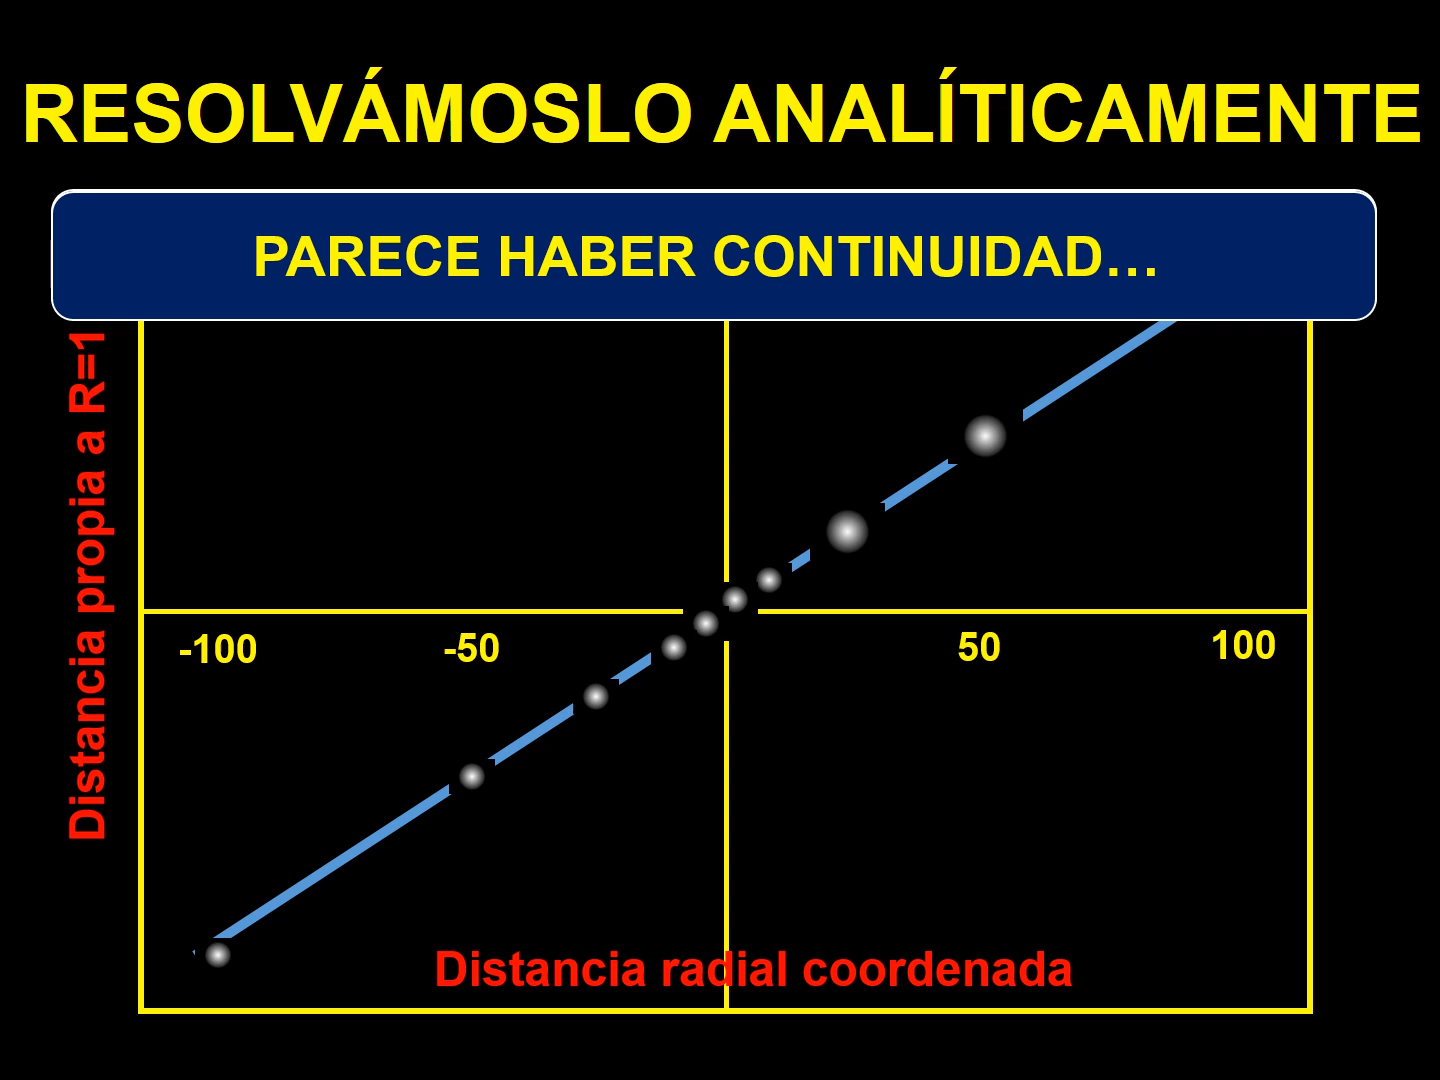 RESOLVÁMOSLO ANALÍTICAMENTE
PARECE HABER CONTINUIDAD…
Distancia propia a R=1
-100
-50
50
100
Distancia radial coordenada